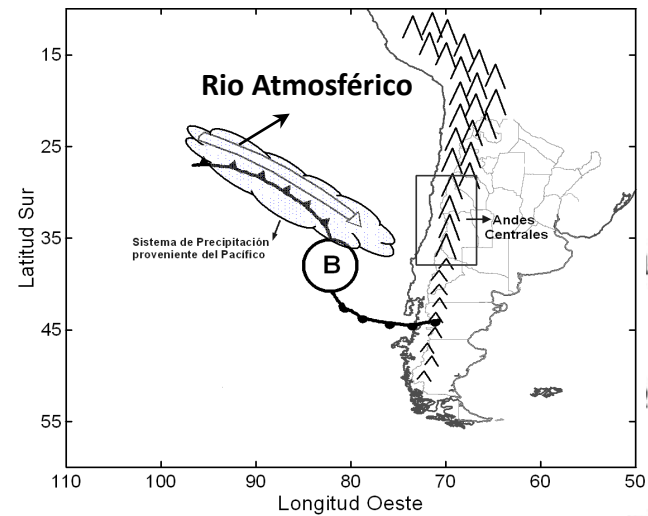 Rio Atmosférico
Sistema de Precipitación
proveniente del Pacífico
B
Andes
Centrales
Latitud Sur
15
25
35
45
55
110
100
90
80
70
60
50
Longitud Oeste